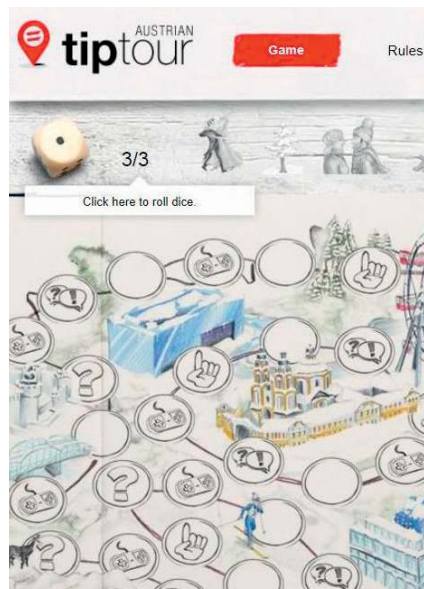 AUSTRIAN
tiptour
Game
Rules
3/3
Click here to roll dice.